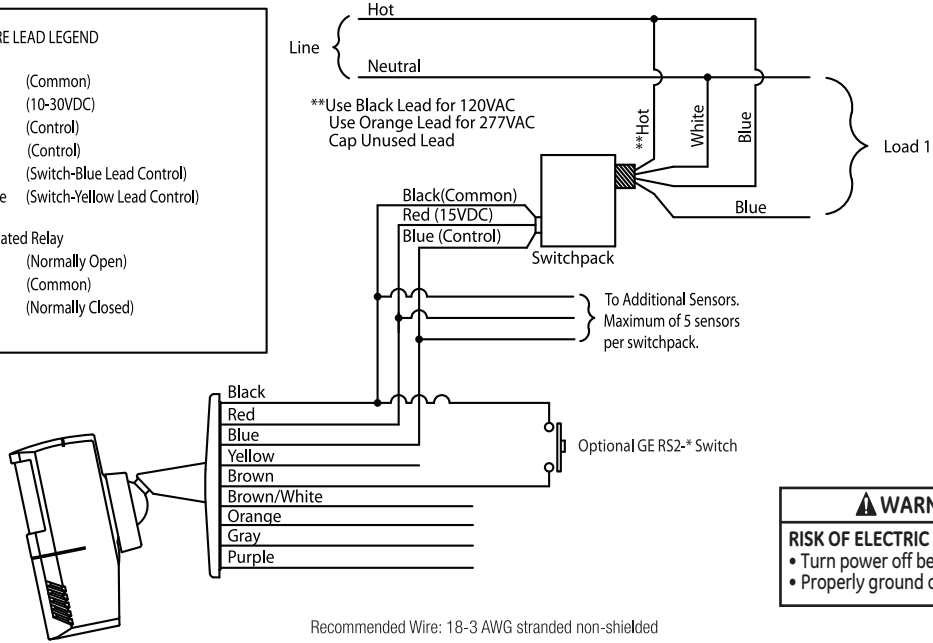 RE LEAD LEGEND
(Common)
(10-30VDC)
(Control)
(Control)
(Switch-Blue Lead Control)
e (Switch-Yellow Lead Control)
ated Relay
(Normally Open)
(Common)
(Normally Closed)
Hot
Line
Neutral
**Use Black Lead for 120VAC
Use Orange Lead for 277VAC
Cap Unused Lead
**Hot
White
Blue
Load 1
Blue
Black(Common)
Red (15VDC)
Blue (Control)
Switchpack
To Additional Sensors.
Maximum of 5 sensors
per switchpack.
Black
Red
Blue
Yellow
Brown
Brown/White
Orange
Gray
Purple
Optional GE RS2-* Switch
WARN
RISK OF ELECTRIC
• Turn power off be
• Properly ground
Recommended Wire: 18-3 AWG stranded non-shielded